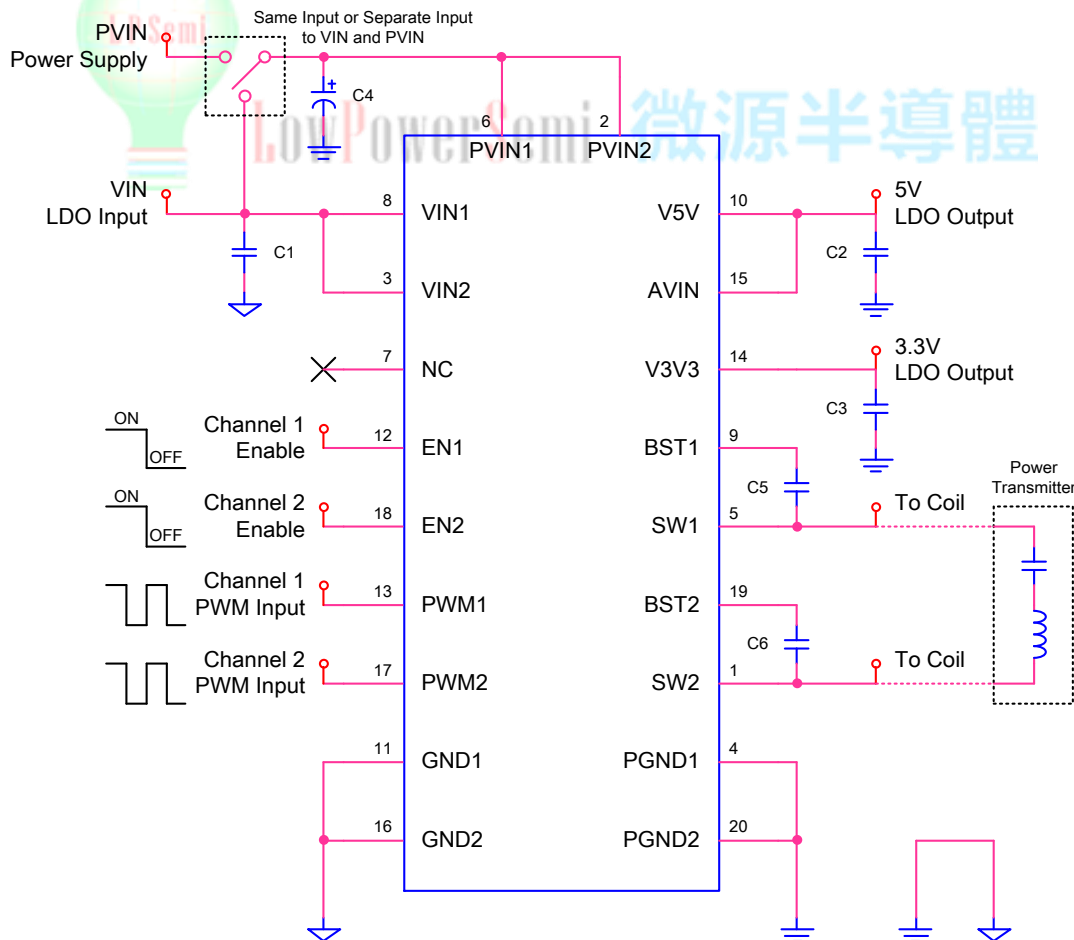 LPSemi
LowPowerSemi 微源半導體
Same Input or Separate Input
to VIN and PVIN
PVIN
Power Supply
C4
+
6
2
PVIN1
PVIN2
VIN
LDO Input
C1
8
VIN1
3
VIN2
7
NC
ON
OFF
Channel 1
Enable
12
EN1
ON
OFF
Channel 2
Enable
18
EN2
Channel 1
PWM Input
13
PWM1
Channel 2
PWM Input
17
PWM2
11
GND1
16
GND2
V5V
10
5V
LDO Output
C2
AVIN
15
V3V3
14
3.3V
LDO Output
C3
BST1
9
C5
SW1
5
To Coil
Power
Transmitter
BST2
19
C6
SW2
1
To Coil
PGND1
4
PGND2
20